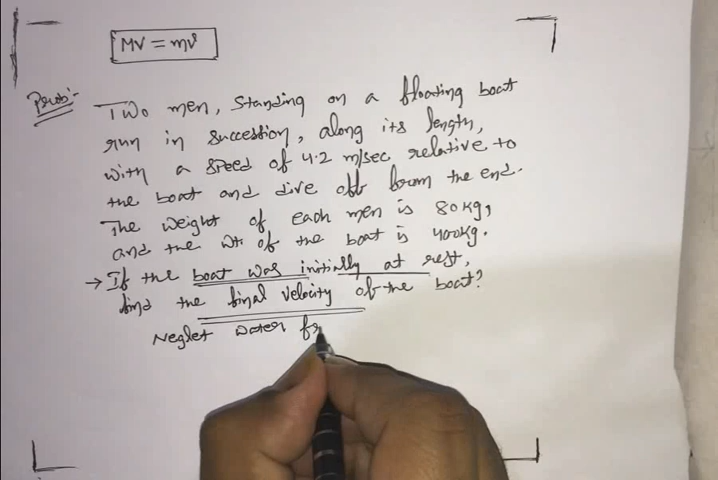 MV = mv
Prob:-
Two men, standing on a floating boat
run in succession, along its length,
with a speed of 4.2 m/sec relative to
the boat and dive off from the end.
The weight of each men is 80kg,
and the wt of the boat is 400kg.
→ If the boat was initially at rest,
find the final velocity of the boat?
Neglet water fr